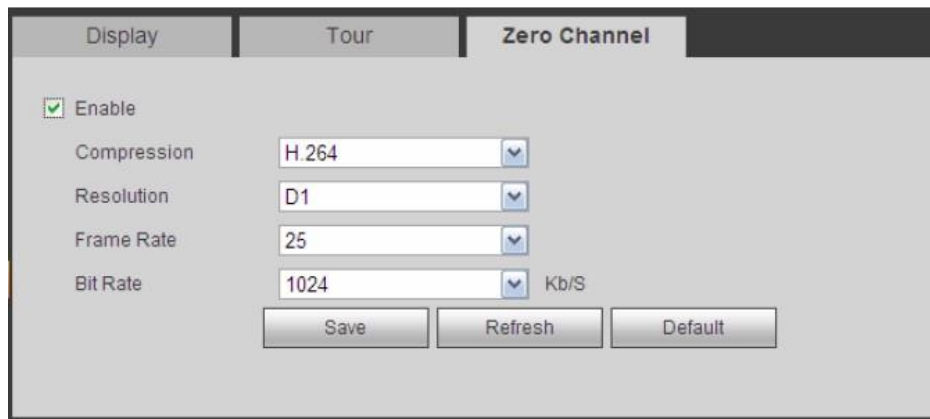 Display Tour Zero Channel
Enable
Compression H.264
Resolution D1
Frame Rate 25
Bit Rate 1024 Kb/S
Save Refresh Default